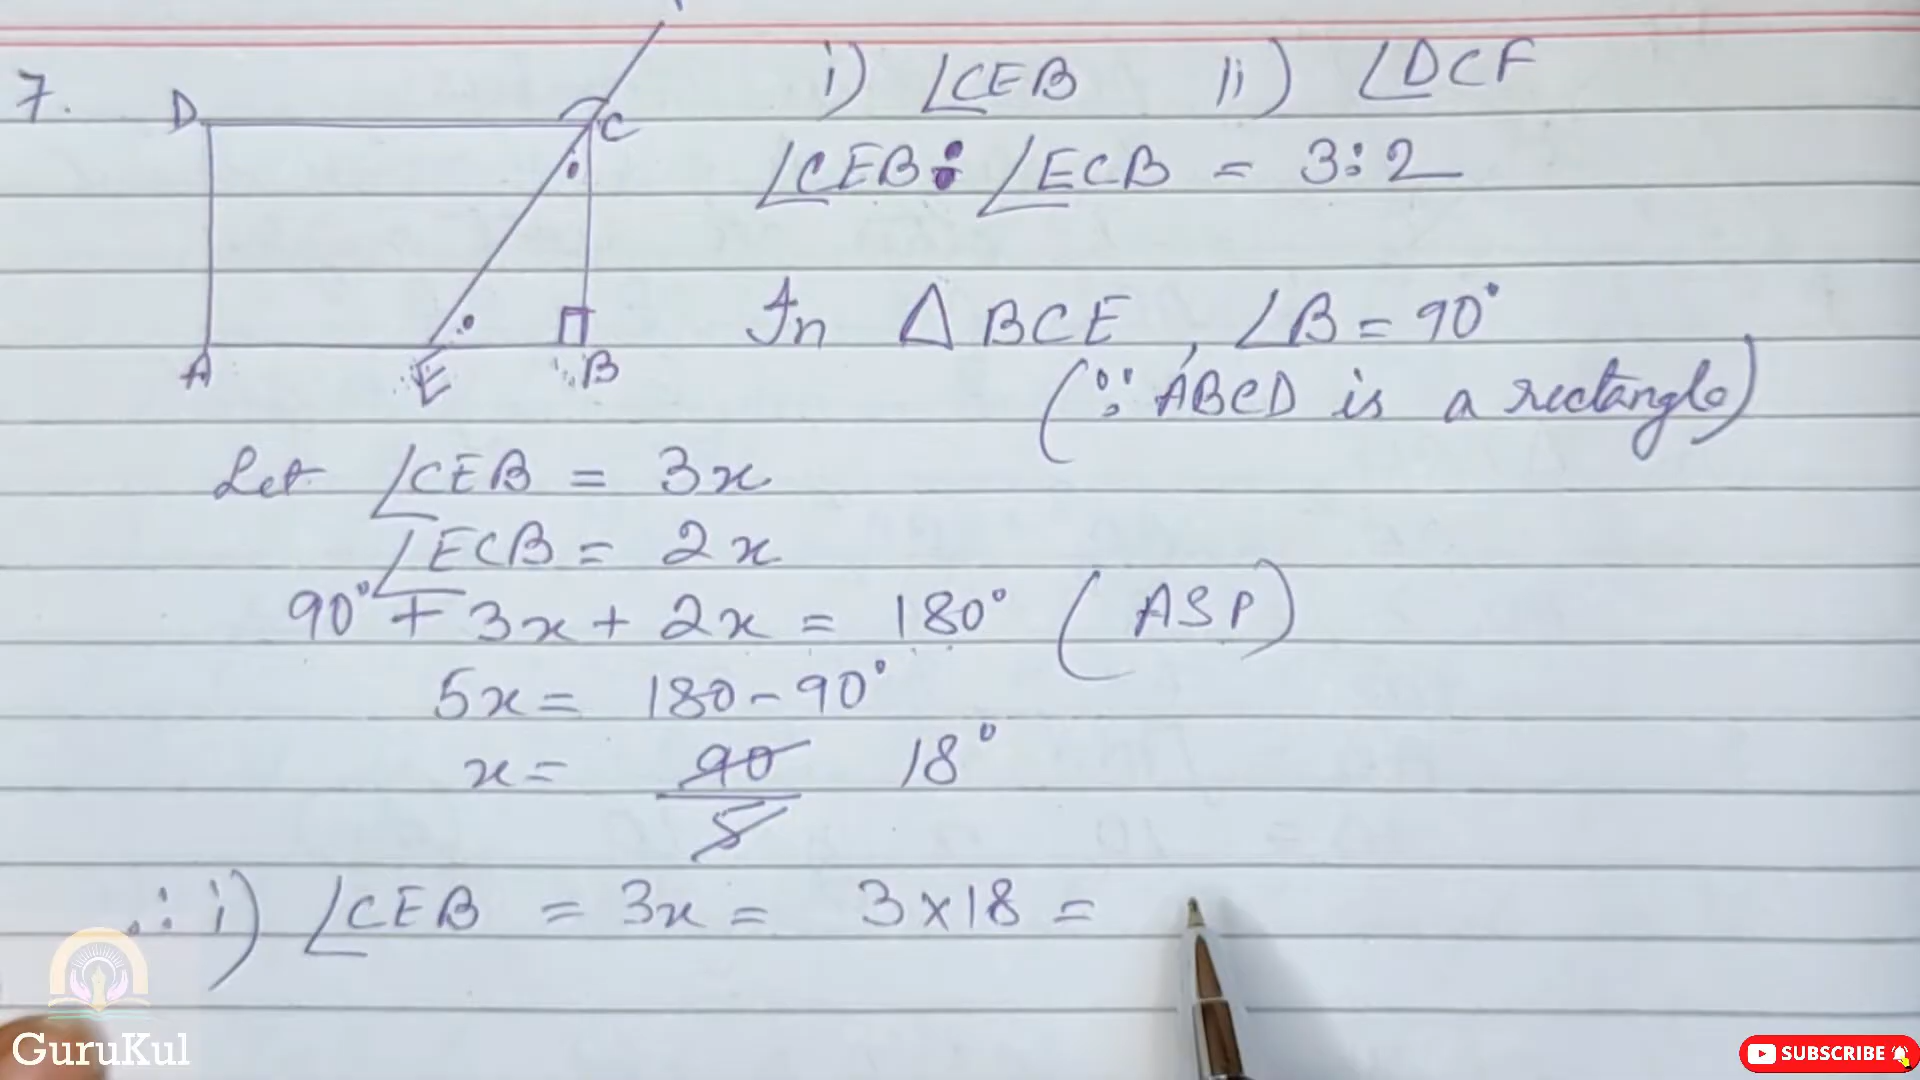 7.
D
C
A
E
B
i) ∠CEB ii) ∠DCF
∠CEB : ∠ECB = 3:2
In △BCE, ∠B = 90°
(∵ ABCD is a rectangle)
Let ∠CEB = 3x
∠ECB = 2x
90° + 3x + 2x = 180° (ASP)
5x = 180 - 90°
x = 90/5 18°
∴ i) ∠CEB = 3x = 3×18 =
GuruKul
SUBSCRIBE